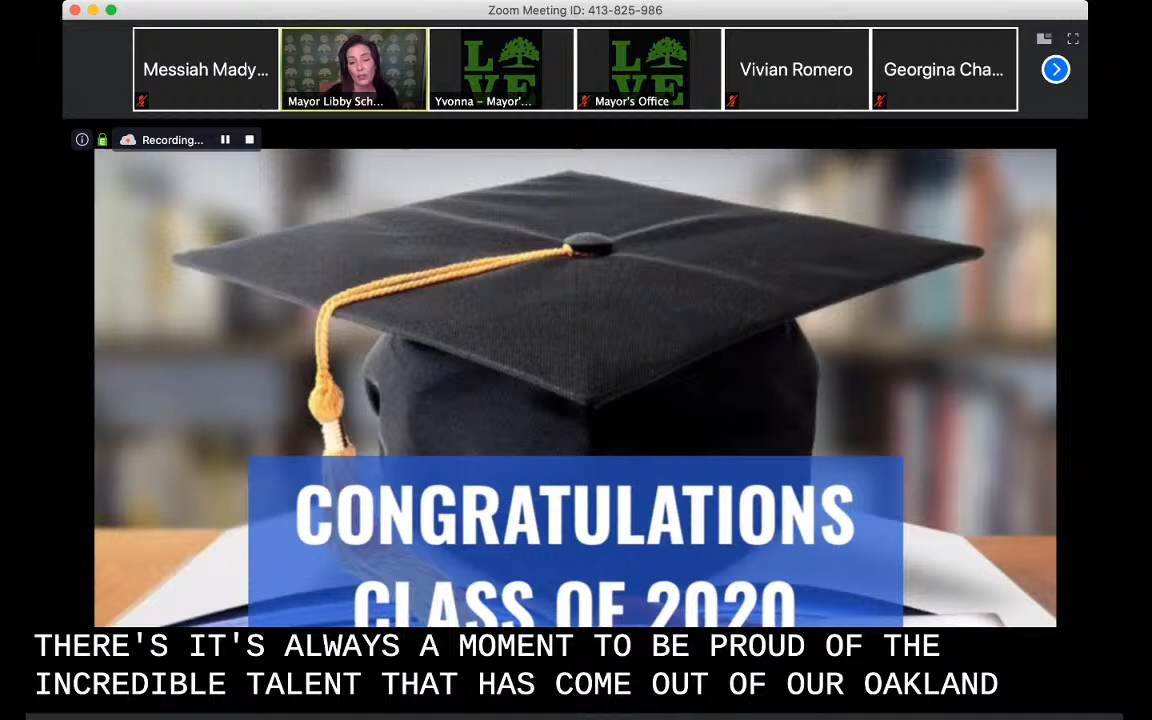 Zoom Meeting ID: 413-825-986
Messiah Mady...
Mayor Libby Sch...
LOVE
Yvonna - Mayor'...
LOVE
Mayor's Office
Vivian Romero
Georgina Cha...
Recording...
CONGRATULATIONS
CLASS OF 2020
THERE'S IT'S ALWAYS A MOMENT TO BE PROUD OF THE
INCREDIBLE TALENT THAT HAS COME OUT OF OUR OAKLAND